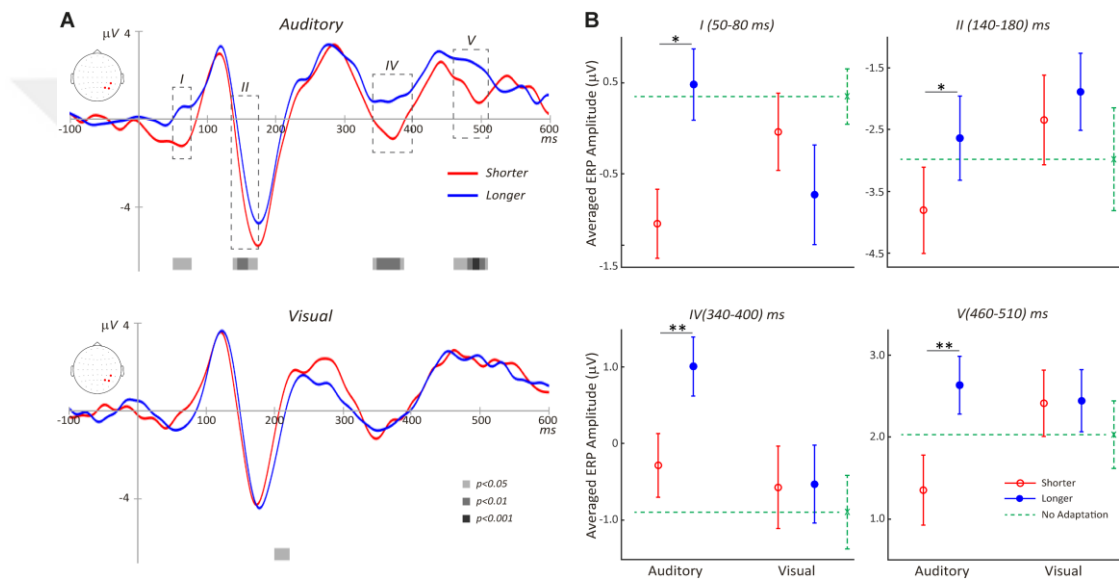 A
Auditory
μV
4
I
II
IV
V
-100
100
200
300
400
500
600
ms
Shorter
Longer
-4
Visual
μV
4
-100
100
200
300
400
500
600
ms
-4
p<0.05
p<0.01
p<0.001
B
I (50-80 ms)
Averaged ERP Amplitude (μV)
0.5
-0.5
-1.5
*
II (140-180) ms
-1.5
-2.5
-3.5
-4.5
*
IV(340-400) ms
Averaged ERP Amplitude (μV)
1.0
0
-1.0
**
Auditory Visual
V(460-510) ms
3.0
2.0
1.0
**
Shorter
Longer
No Adaptation
Auditory Visual